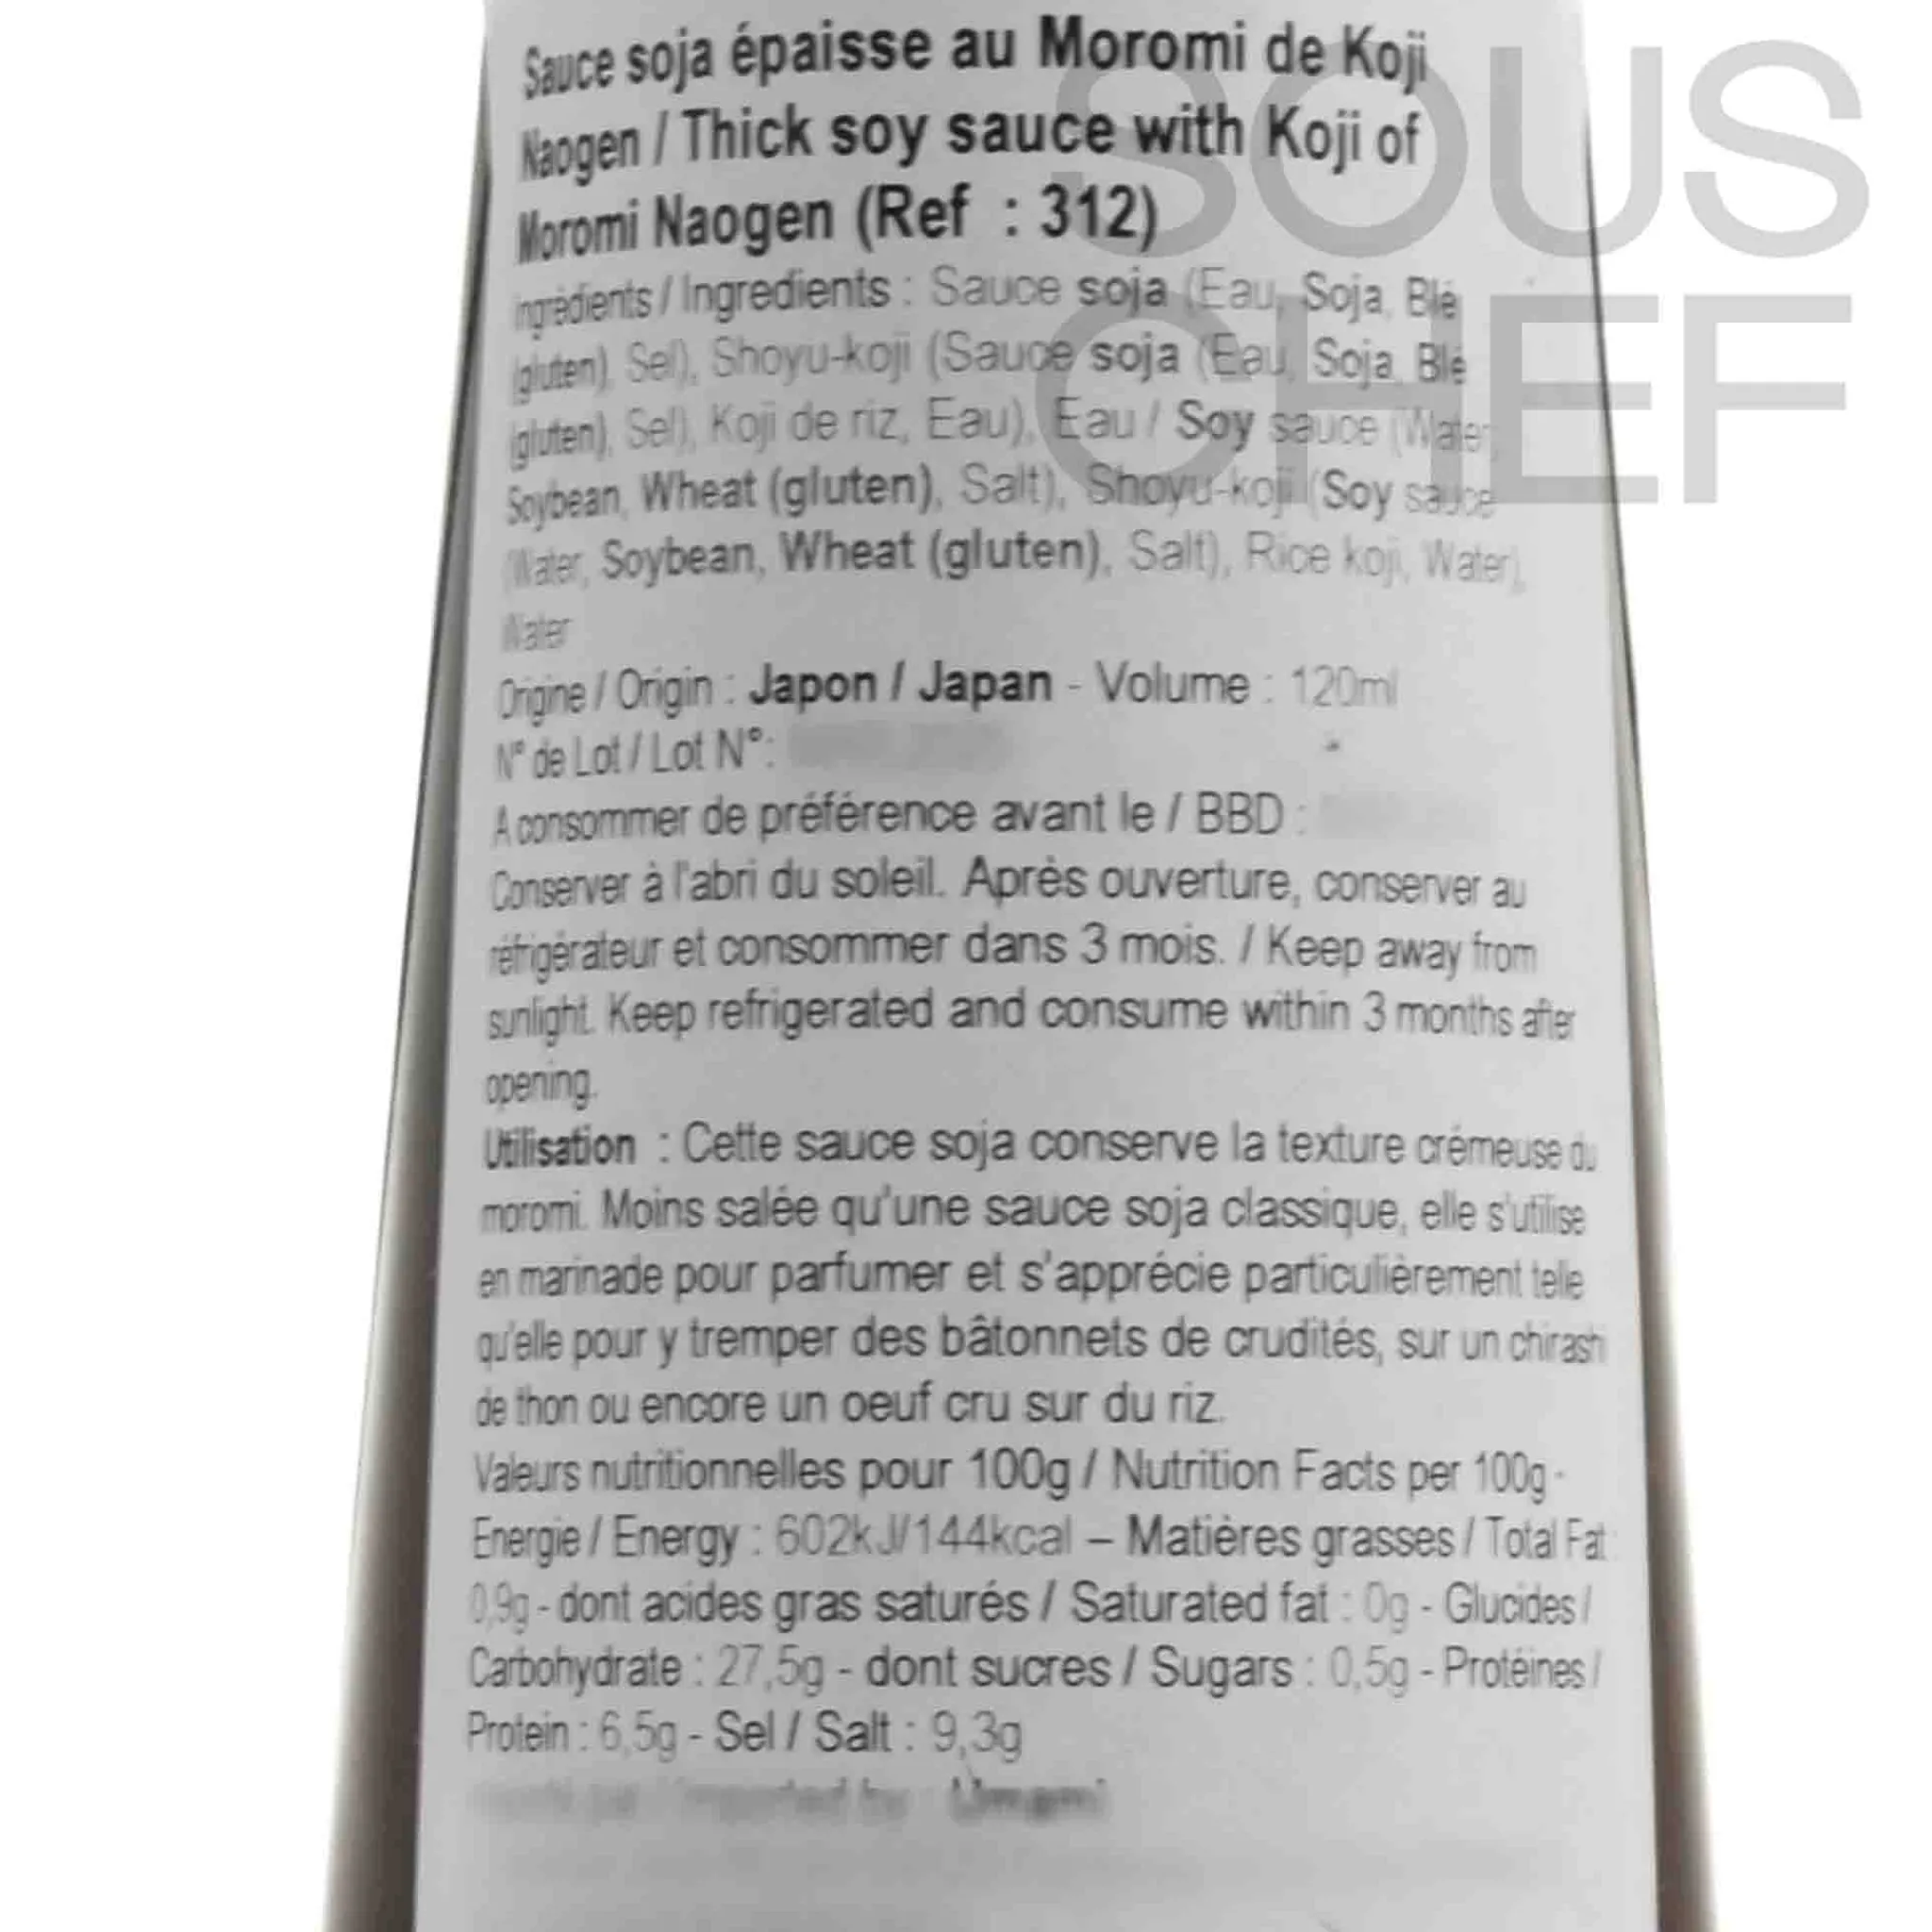 SOUS
CHEF
Sauce soja épaisse au Moromi de Koji
Naogen / Thick soy sauce with Koji of
Moromi Naogen (Ref : 312)
Ingrédients / Ingredients : Sauce soja (Eau, Soja, Blé
(gluten), Sel), Shoyu-koji (Sauce soja (Eau, Soja, Blé
(gluten), Sel), Koji de riz, Eau), Eau / Soy sauce (Water,
Soybean, Wheat (gluten), Salt), Shoyu-koji (Soy sauce
(Water, Soybean, Wheat (gluten), Salt), Rice koji, Water),
Water
Origine / Origin : Japon / Japan - Volume : 120ml
N° de Lot / Lot N°:
A consommer de préférence avant le / BBD :
Conserver à l'abri du soleil. Après ouverture, conserver au
réfrigérateur et consommer dans 3 mois. / Keep away from
sunlight. Keep refrigerated and consume within 3 months after
opening.
Utilisation : Cette sauce soja conserve la texture crémeuse du
moromi. Moins salée qu'une sauce soja classique, elle s'utilise
en marinade pour parfumer et s'apprécie particulièrement telle
qu'elle pour y tremper des bâtonnets de crudités, sur un chirashi
de thon ou encore un oeuf cru sur du riz.
Valeurs nutritionnelles pour 100g / Nutrition Facts per 100g -
Energie / Energy : 602kJ/144kcal – Matières grasses / Total Fat :
0,9g - dont acides gras saturés / Saturated fat : 0g - Glucides /
Carbohydrate : 27,5g - dont sucres / Sugars : 0,5g - Protéines /
Protein : 6,5g - Sel / Salt : 9,3g
imported by : Umami